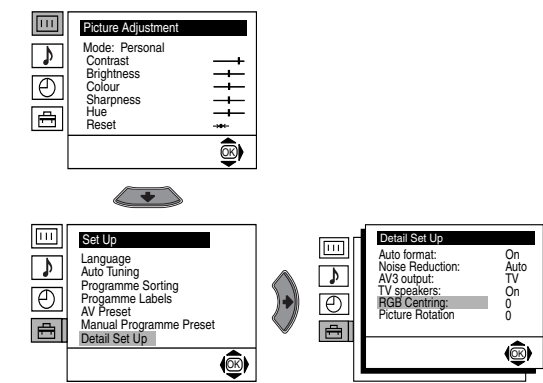 Picture Adjustment
Mode: Personal
Contrast
Brightness
Colour
Sharpness
Hue
Reset
OK
Set Up
Language
Auto Tuning
Programme Sorting
Progamme Labels
AV Preset
Manual Programme Preset
Detail Set Up
OK
Detail Set Up
Auto format: On
Noise Reduction: Auto
AV3 output: TV
TV speakers: On
RGB Centring: 0
Picture Rotation 0
OK